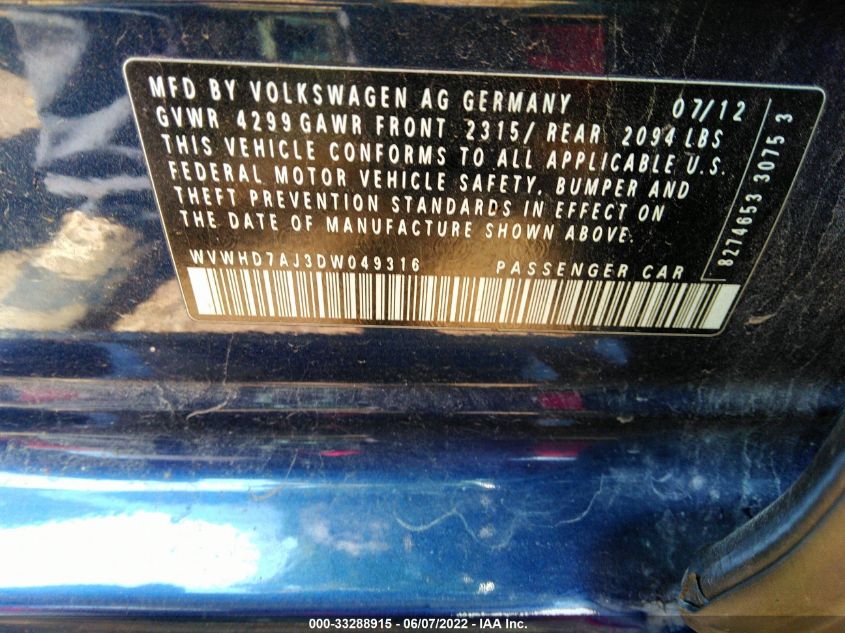 MFD BY VOLKSWAGEN AG GERMANY 07/12
GVWR 4299 GAWR FRONT 2315/ REAR 2094 LBS
THIS VEHICLE CONFORMS TO ALL APPLICABLE U.S.
FEDERAL MOTOR VEHICLE SAFETY, BUMPER AND
THEFT PREVENTION STANDARDS IN EFFECT ON
THE DATE OF MANUFACTURE SHOWN ABOVE.
WVWHD7AJ3DW049316 PASSENGER CAR
8274653 3075 3
000-33288915 - 06/07/2022 - IAA Inc.